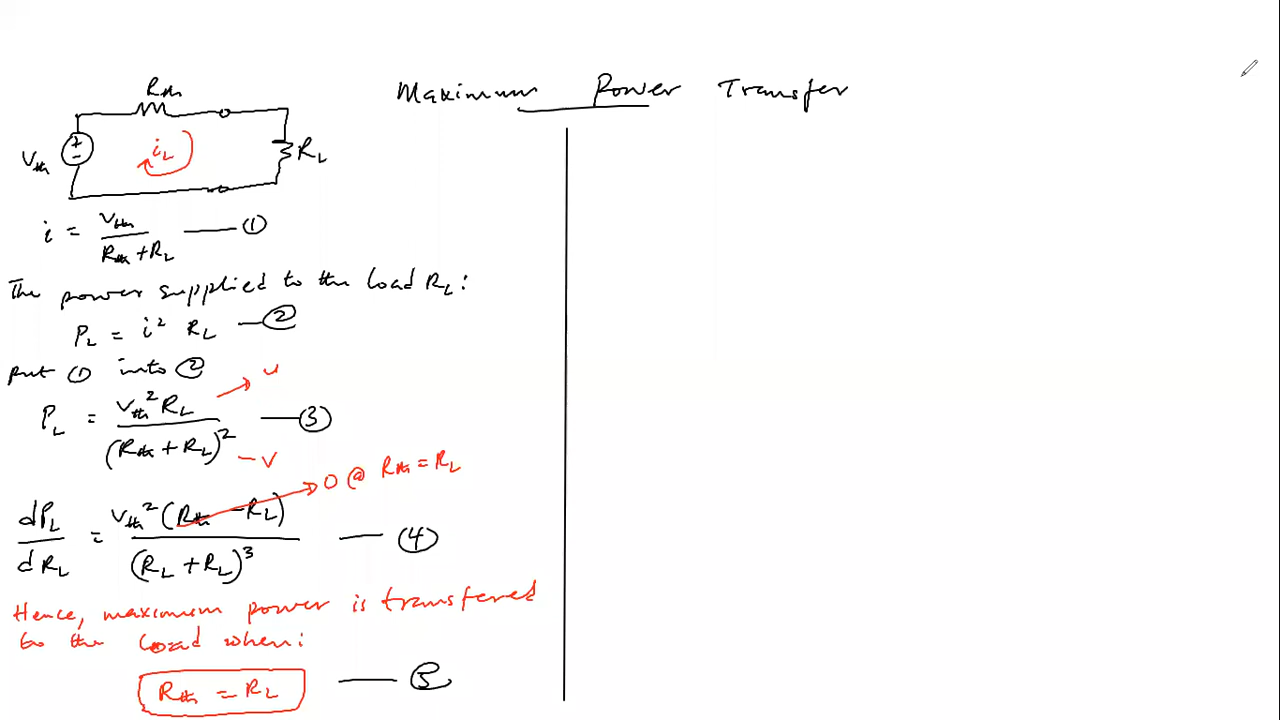 Maximum Power Transfer
Rth
+
-
Vth
iL
RL
i = Vth / (Rth + RL) —— ①
The power supplied to the load RL:
PL = i² RL — ②
Put ① into ②
PL = Vth² RL / (Rth + RL)² — ③
→ u
— v
dPL / dRL = Vth² (Rth - RL) / (RL + RL)³ — ④
→ 0 @ Rth = RL
Hence, maximum power is transferred
to the load when:
Rth = RL — ⑤